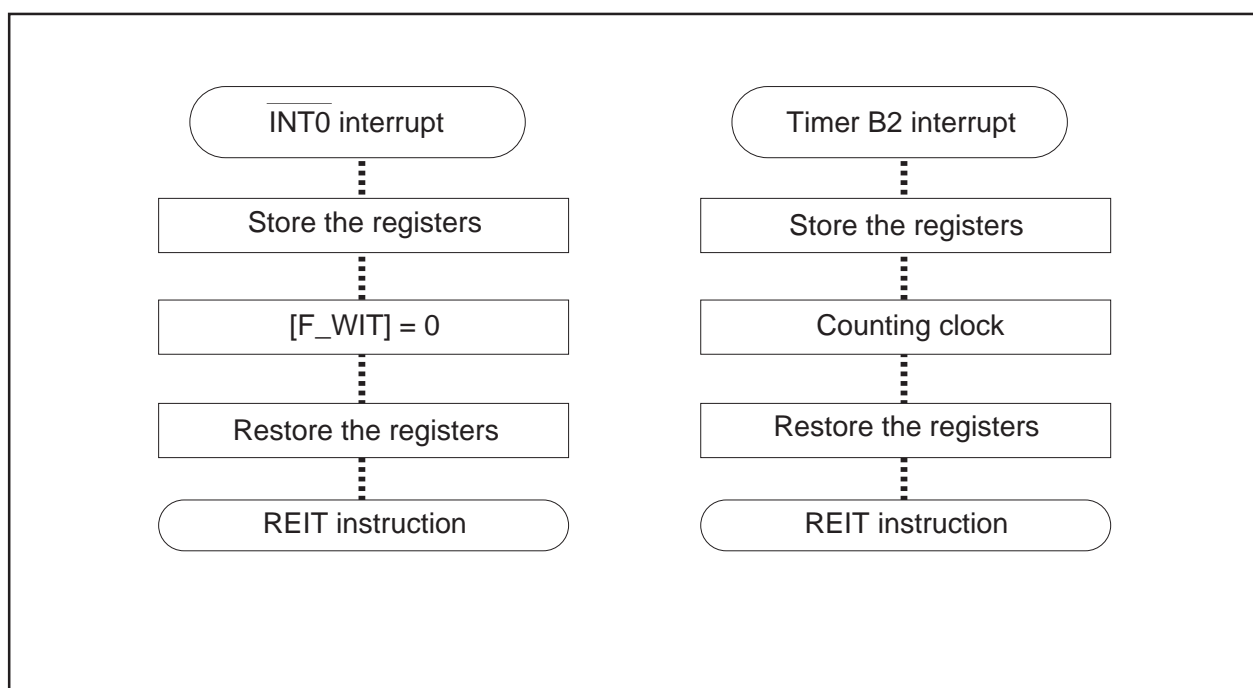 INT0 interrupt
Store the registers
[F_WIT] = 0
Restore the registers
REIT instruction
Timer B2 interrupt
Store the registers
Counting clock
Restore the registers
REIT instruction